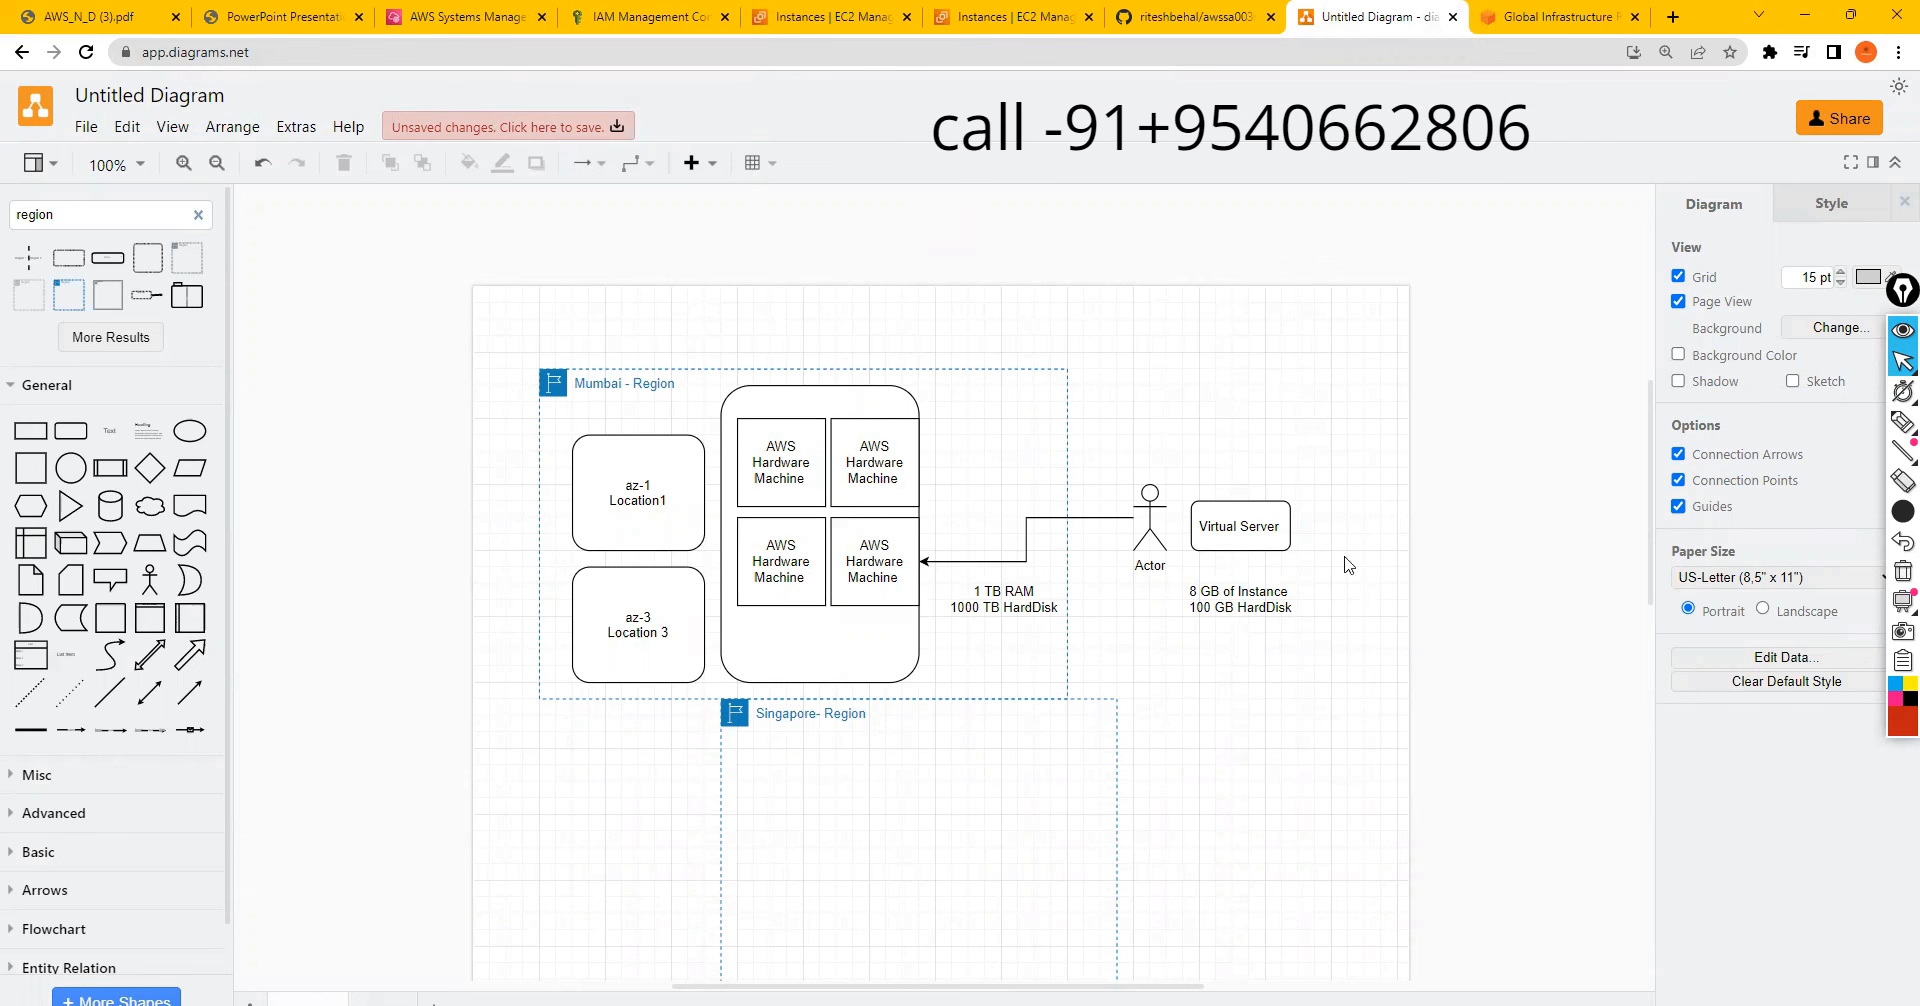 AWS_N_D (3).pdf
PowerPoint Presentati
AWS Systems Manage
IAM Management Co
Instances | EC2 Manag
Instances | EC2 Manag
riteshbehal/awssa003
Untitled Diagram - dia
Global Infrastructure
app.diagrams.net
Untitled Diagram
call -91+9540662806
Share
File Edit View Arrange Extras Help
Unsaved changes. Click here to save.
100%
region
More Results
General
Text
Heading
List Item
Misc
Advanced
Basic
Arrows
Flowchart
Entity Relation
+ More Shapes
Mumbai - Region
az-1
Location1
az-3
Location 3
AWS
Hardware
Machine
AWS
Hardware
Machine
AWS
Hardware
Machine
AWS
Hardware
Machine
1 TB RAM
1000 TB HardDisk
Actor
Virtual Server
8 GB of Instance
100 GB HardDisk
Singapore- Region
Diagram
Style
View
Grid
15 pt
Page View
Background
Change...
Background Color
Shadow
Sketch
Options
Connection Arrows
Connection Points
Guides
Paper Size
US-Letter (8,5" x 11")
Portrait
Landscape
Edit Data...
Clear Default Style